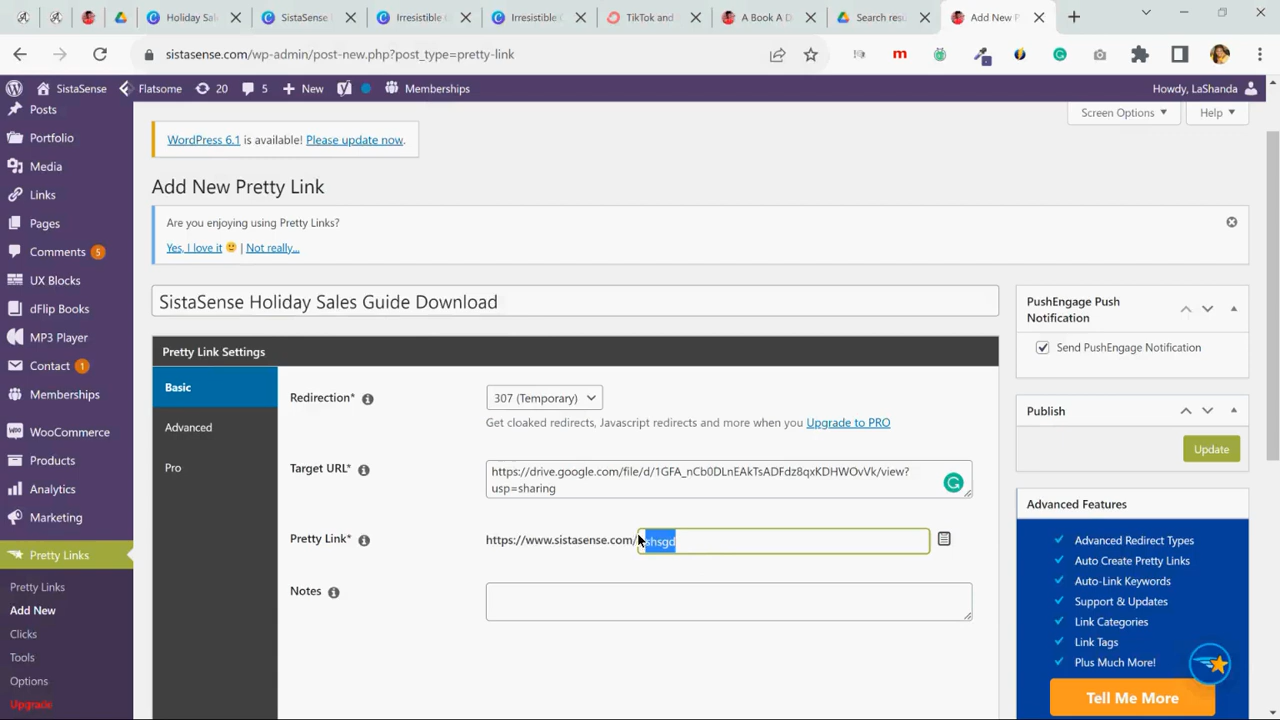 Holiday Sal
SistaSense
Irresistible
Irresistible
TikTok and
A Book A D
Search resu
Add New P
sistasense.com/wp-admin/post-new.php?post_type=pretty-link
SistaSense
Flatsome
20
5
New
Memberships
Howdy, LaShanda
Posts
Portfolio
Media
Links
Pages
Comments 5
UX Blocks
dFlip Books
MP3 Player
Contact 1
Memberships
WooCommerce
Products
Analytics
Marketing
Pretty Links
Pretty Links
Add New
Clicks
Tools
Options
Upgrade
Screen Options
Help
WordPress 6.1 is available! Please update now.
Add New Pretty Link
Are you enjoying using Pretty Links?
Yes, I love it | Not really...
SistaSense Holiday Sales Guide Download
Pretty Link Settings
Basic
Advanced
Pro
Redirection*
307 (Temporary)
Get cloaked redirects, Javascript redirects and more when you Upgrade to PRO
Target URL*
https://drive.google.com/file/d/1GFA_nCb0DLnEAkTsADFdz8qxKDHWOvVk/view?
usp=sharing
Pretty Link*
https://www.sistasense.com/
shsgd
Notes
PushEngage Push
Notification
Send PushEngage Notification
Publish
Update
Advanced Features
Advanced Redirect Types
Auto Create Pretty Links
Auto-Link Keywords
Support & Updates
Link Categories
Link Tags
Plus Much More!
Tell Me More